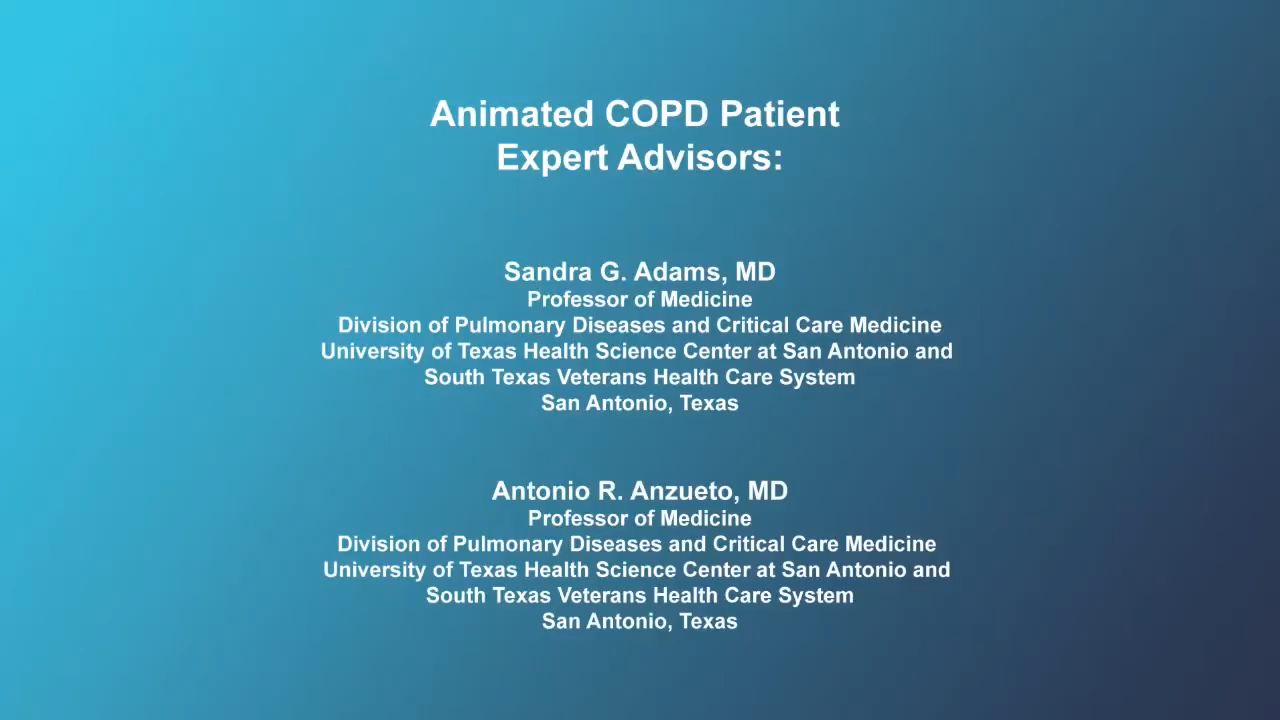 Animated COPD Patient
Expert Advisors:
Sandra G. Adams, MD
Professor of Medicine
Division of Pulmonary Diseases and Critical Care Medicine
University of Texas Health Science Center at San Antonio and
South Texas Veterans Health Care System
San Antonio, Texas
Antonio R. Anzueto, MD
Professor of Medicine
Division of Pulmonary Diseases and Critical Care Medicine
University of Texas Health Science Center at San Antonio and
South Texas Veterans Health Care System
San Antonio, Texas